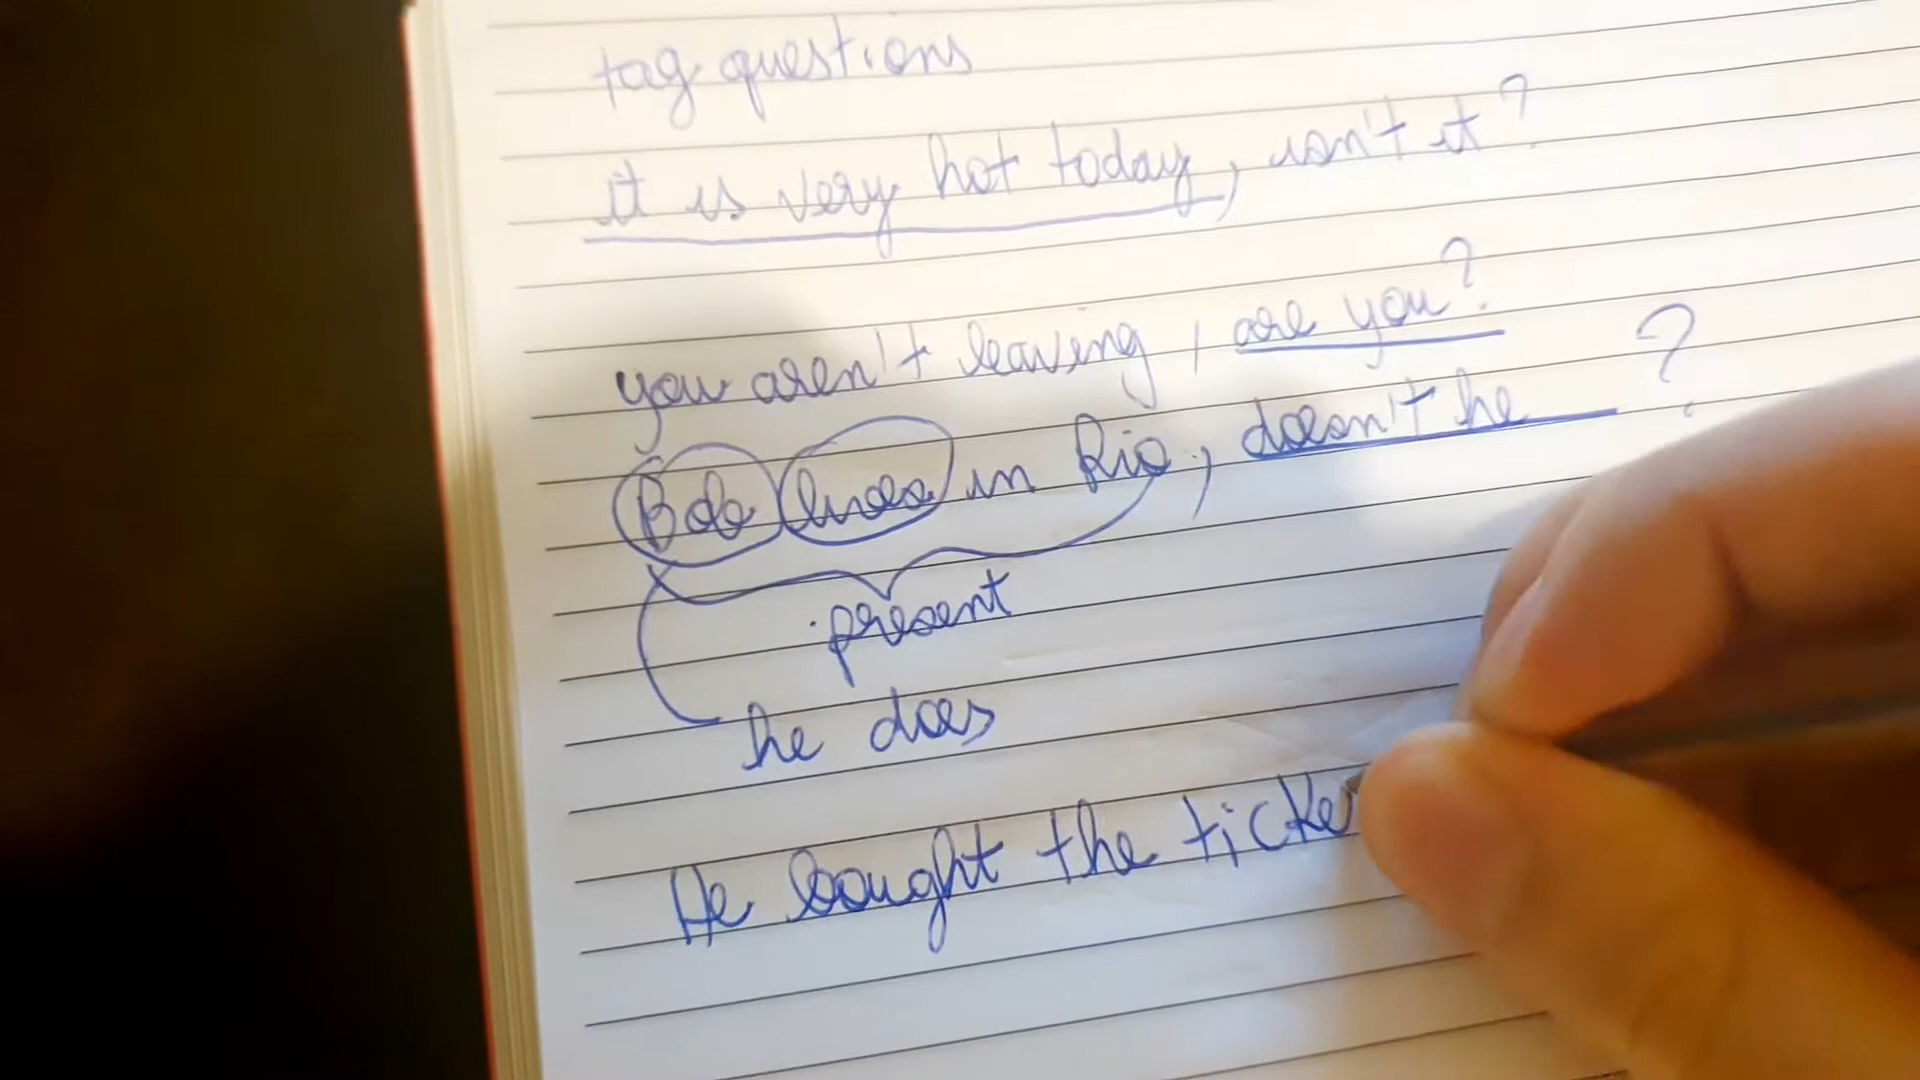 tag questions
it is very hot today, isn't it?
you aren't leaving, are you?
Bob lives in Rio, doesn't he ?
present
he does
He bought the ticke